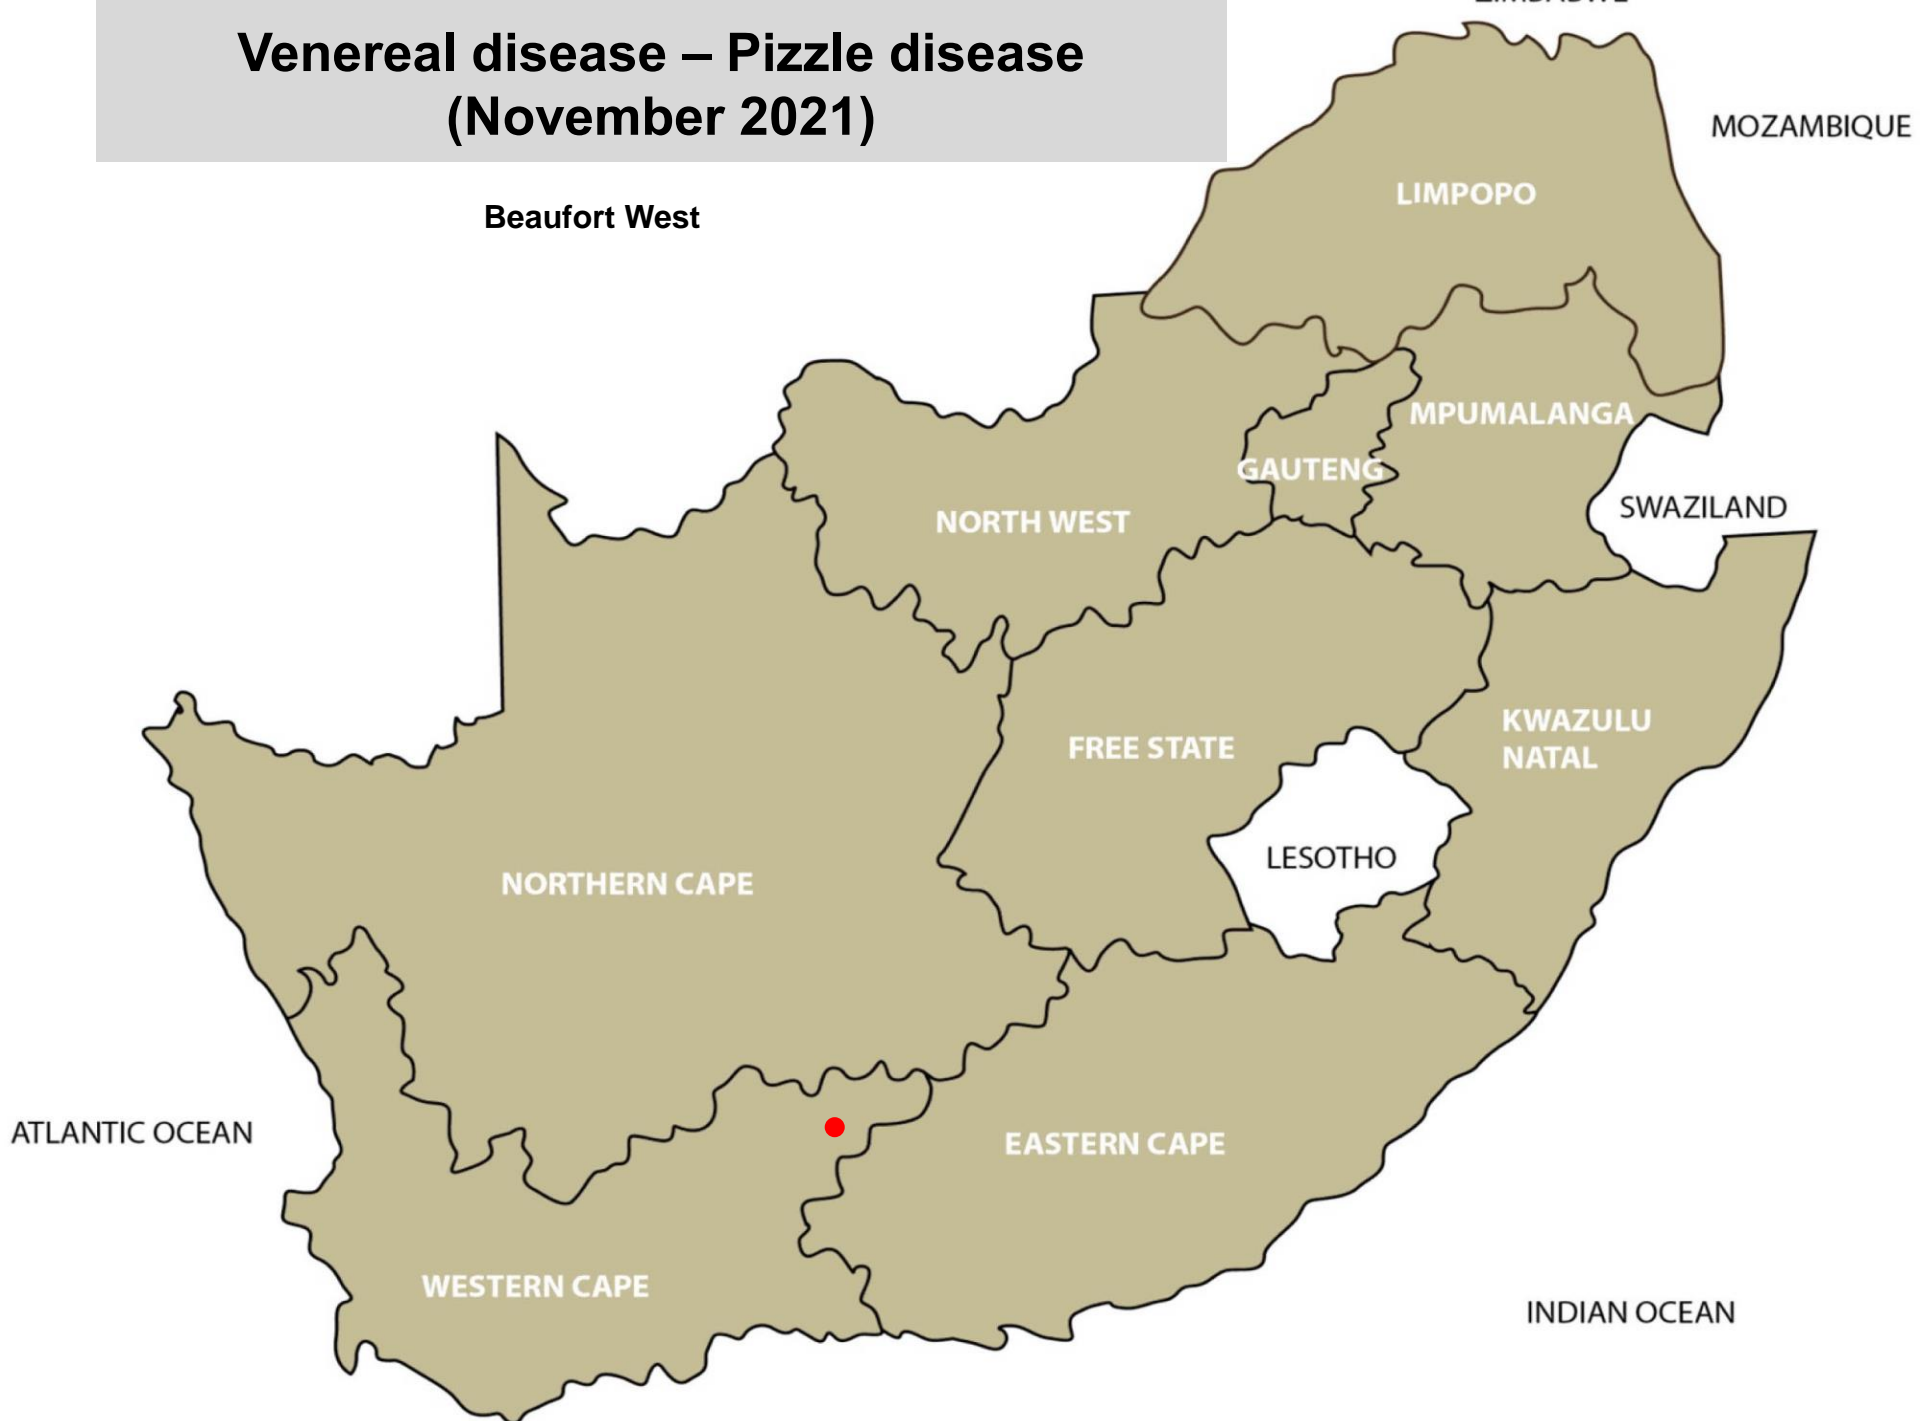 Venereal disease – Pizzle disease
(November 2021)
Beaufort West
MOZAMBIQUE
LIMPOPO
MPUMALANGA
GAUTENG
SWAZILAND
NORTH WEST
KWAZULU
NATAL
FREE STATE
LESOTHO
NORTHERN CAPE
ATLANTIC OCEAN
EASTERN CAPE
WESTERN CAPE
INDIAN OCEAN